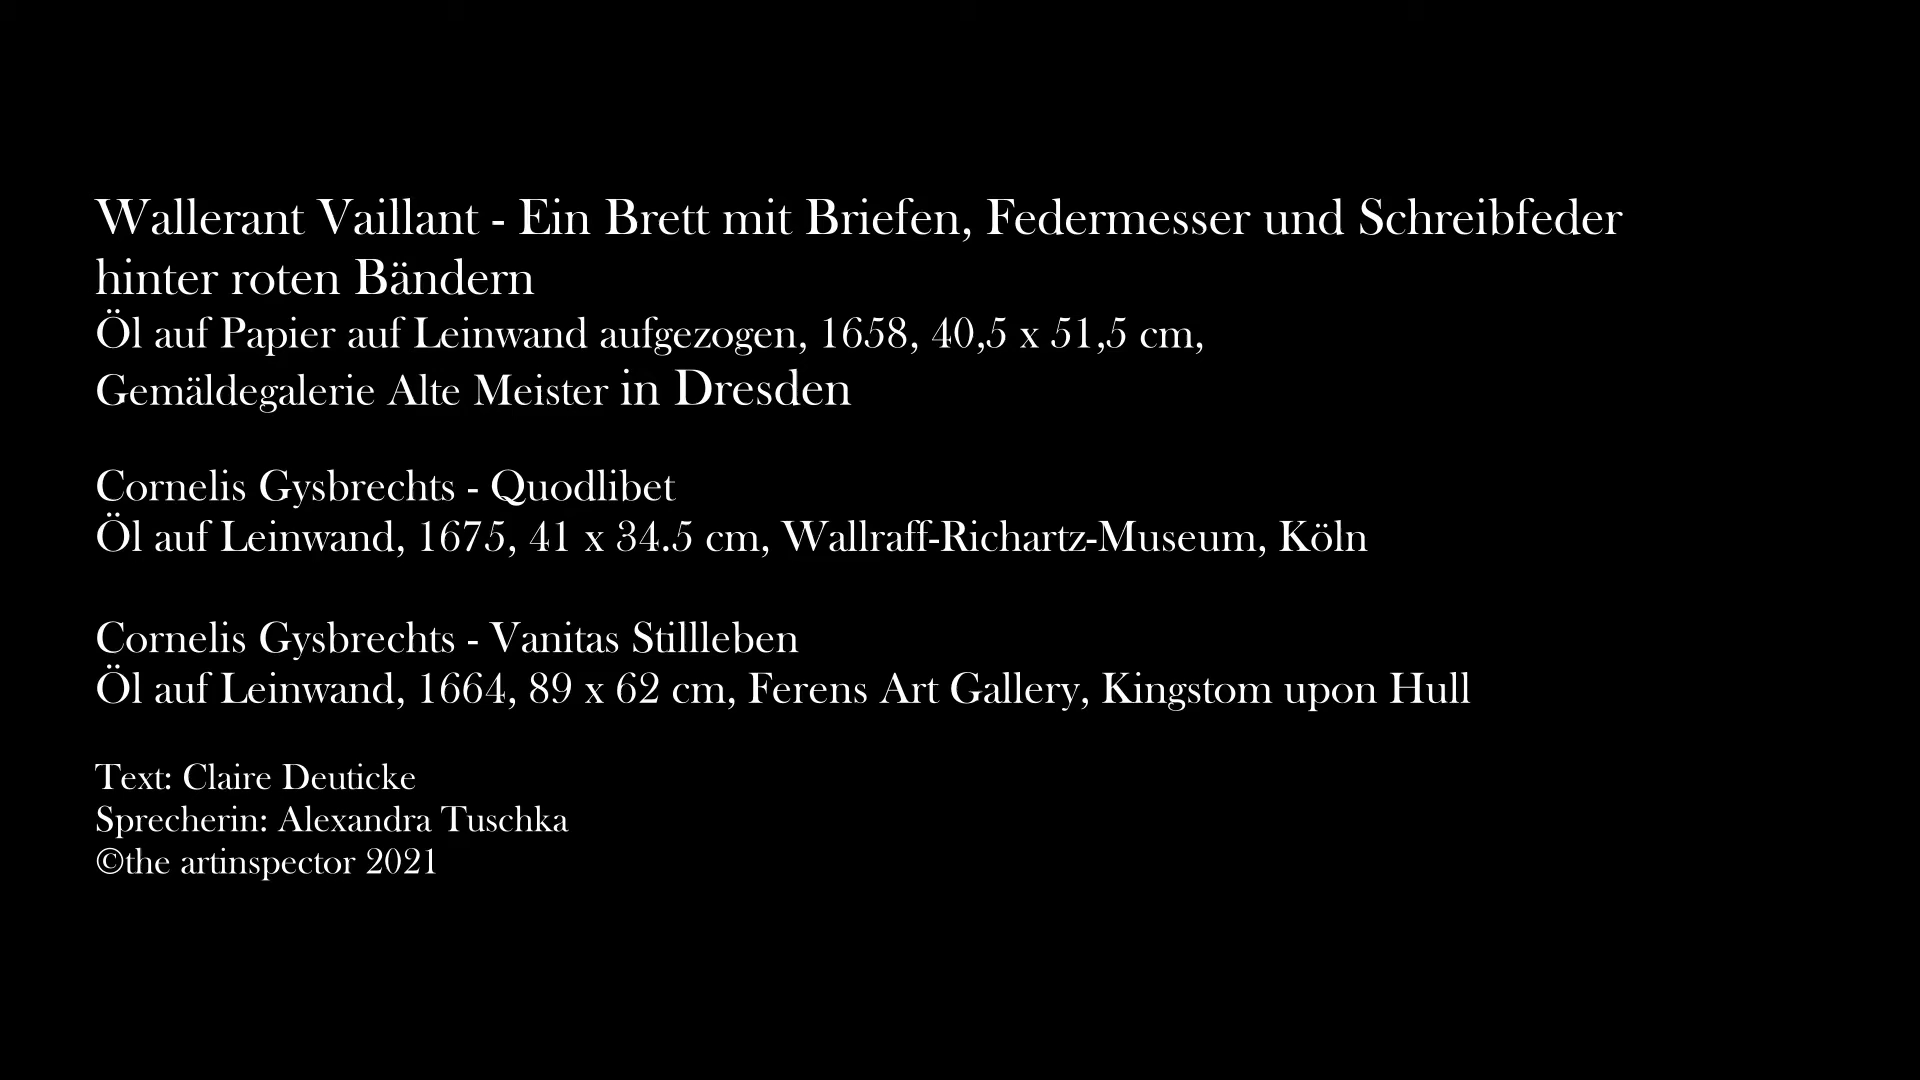 Wallerant Vaillant - Ein Brett mit Briefen, Federmesser und Schreibfeder
hinter roten Bändern
Öl auf Papier auf Leinwand aufgezogen, 1658, 40,5 x 51,5 cm,
Gemäldegalerie Alte Meister in Dresden
Cornelis Gysbrechts - Quodlibet
Öl auf Leinwand, 1675, 41 x 34.5 cm, Wallraff-Richartz-Museum, Köln
Cornelis Gysbrechts - Vanitas Stillleben
Öl auf Leinwand, 1664, 89 x 62 cm, Ferens Art Gallery, Kingstom upon Hull
Text: Claire Deuticke
Sprecherin: Alexandra Tuschka
©the artinspector 2021